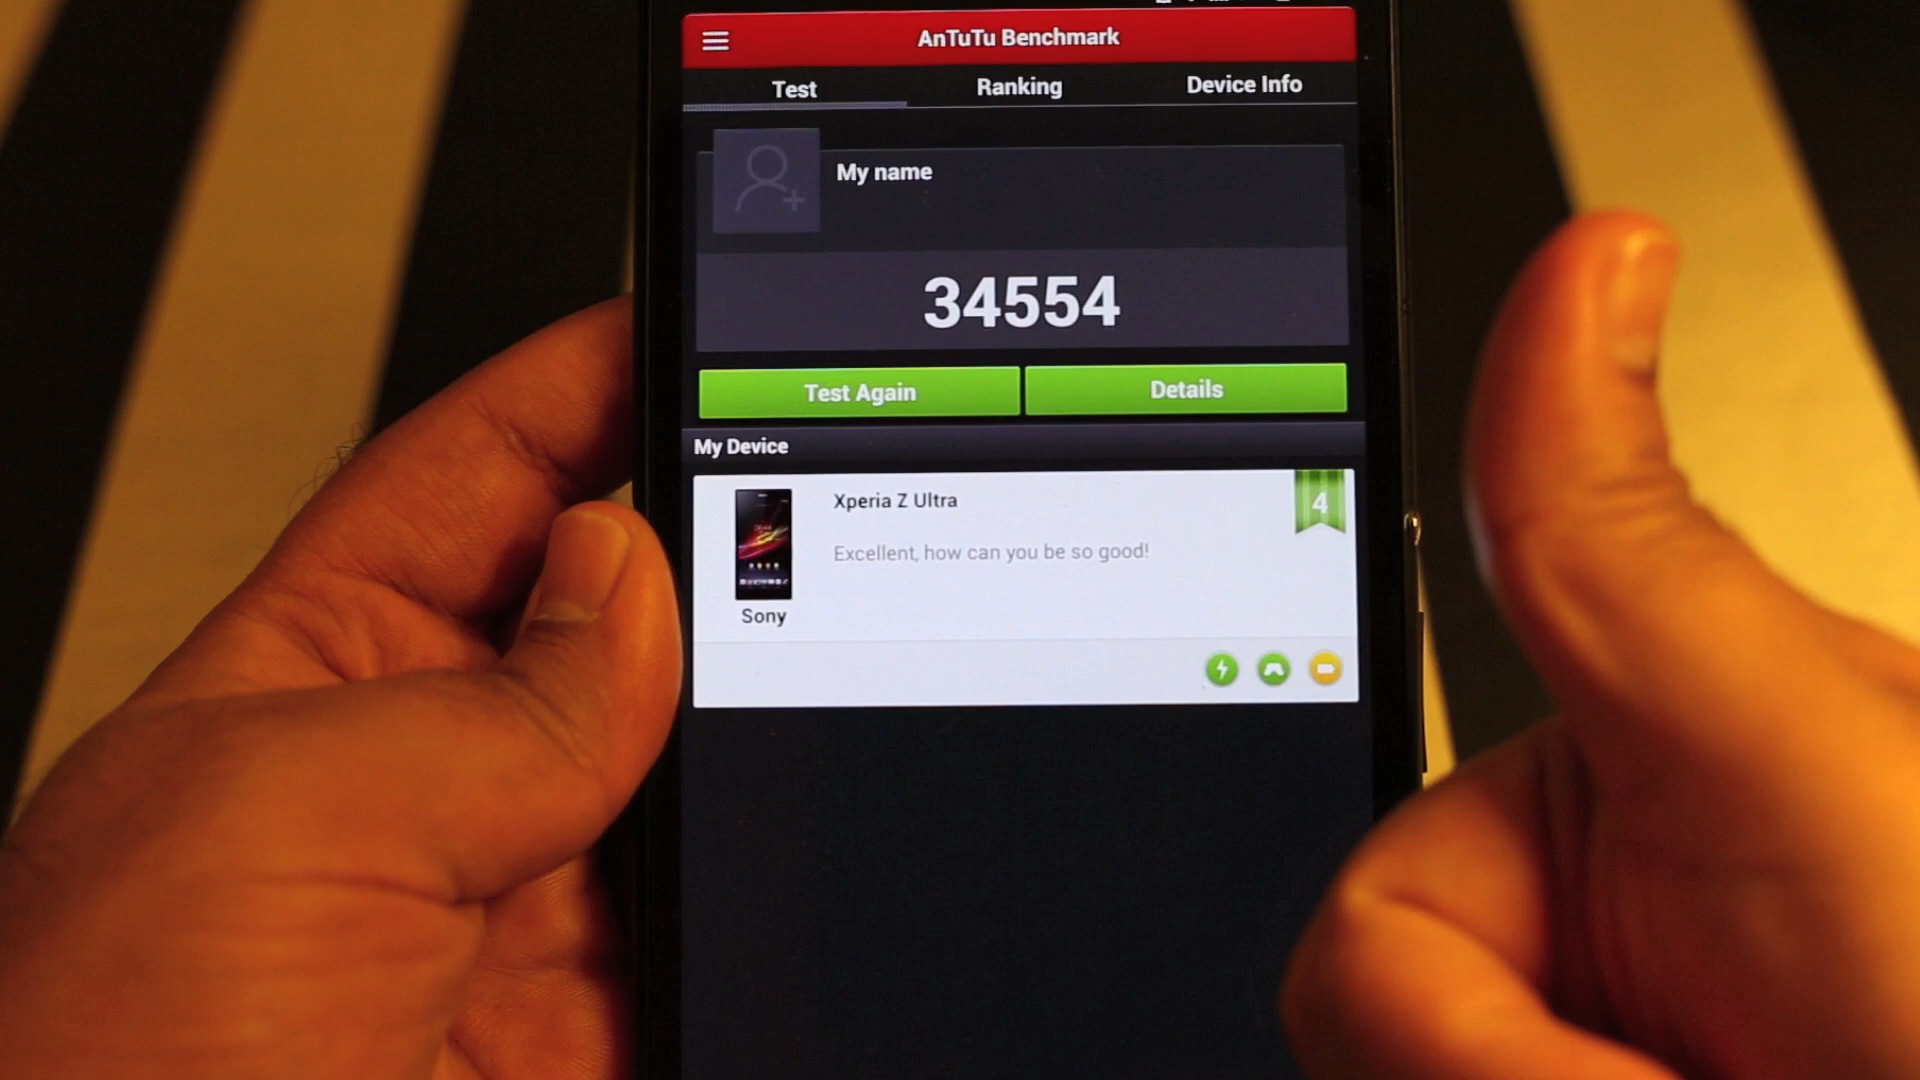 AnTuTu Benchmark
Test
Ranking
Device Info
My name
34554
Test Again
Details
My Device
Xperia Z Ultra
4
Excellent, how can you be so good!
Sony